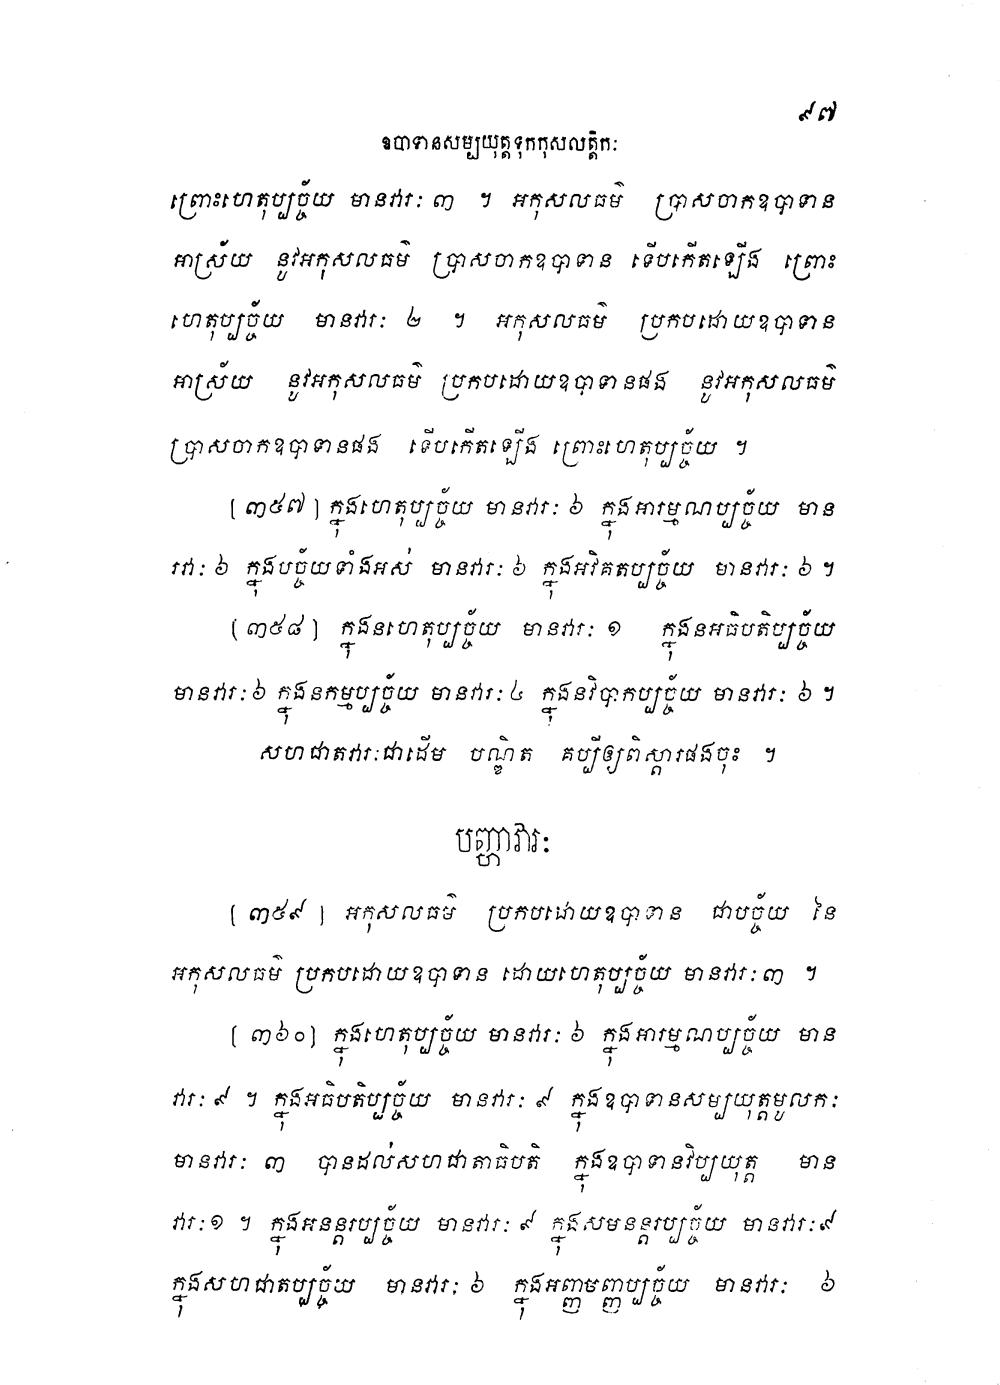 ៩៧
ឧបាទានសម្បយុត្តទុកកុសលត្តិកៈ
ព្រោះហេតុប្បច្ច័យ មានវារៈ ៣ ។ អកុសលធម៌ ប្រាសចាកឧបាទាន
អាស្រ័យ នូវអកុសលធម៌ ប្រាសចាកឧបាទាន ទើបកើតឡើង ព្រោះ
ហេតុប្បច្ច័យ មានវារៈ ២ ។ អកុសលធម៌ ប្រកបដោយឧបាទាន
អាស្រ័យ នូវអកុសលធម៌ ប្រកបដោយឧបាទានផង នូវអកុសលធម៌
ប្រាសចាកឧបាទានផង ទើបកើតឡើង ព្រោះហេតុប្បច្ច័យ ។
[ ៣៥៧ ] ក្នុងហេតុប្បច្ច័យ មានវារៈ ៦ ក្នុងអារម្មណប្បច្ច័យ មាន
វារៈ ៦ ក្នុងបច្ច័យទាំងអស់ មានវារៈ ៦ ក្នុងអវិគតប្បច្ច័យ មានវារៈ ៦ ។
[ ៣៥៨ ] ក្នុងនហេតុប្បច្ច័យ មានវារៈ ១ ក្នុងនអធិបតិប្បច្ច័យ
មានវារៈ ៦ ក្នុងនកម្មប្បច្ច័យ មានវារៈ ៤ ក្នុងនវិបាកប្បច្ច័យ មានវារៈ ៦ ។
សហជាតវារៈជាដើម បណ្ឌិត គប្បីឲ្យពិស្តារផងចុះ ។
បញ្ហាវារៈ
[ ៣៥៩ ] អកុសលធម៌ ប្រកបដោយឧបាទាន ជាបច្ច័យ នៃ
អកុសលធម៌ ប្រកបដោយឧបាទាន ដោយហេតុប្បច្ច័យ មានវារៈ ៣ ។
[ ៣៦០ ] ក្នុងហេតុប្បច្ច័យ មានវារៈ ៦ ក្នុងអារម្មណប្បច្ច័យ មាន
វារៈ ៩ ។ ក្នុងអធិបតិប្បច្ច័យ មានវារៈ ៩ ក្នុងឧបាទានសម្បយុត្តមូលកៈ
មានវារៈ ៣ បានដល់សហជាតាធិបតិ ក្នុងឧបាទានវិប្បយុត្ត មាន
វារៈ ១ ។ ក្នុងអនន្តរប្បច្ច័យ មានវារៈ ៩ ក្នុងសមនន្តរប្បច្ច័យ មានវារៈ ៩
ក្នុងសហជាតប្បច្ច័យ មានវារៈ ៦ ក្នុងអញ្ញមញ្ញប្បច្ច័យ មានវារៈ ៦